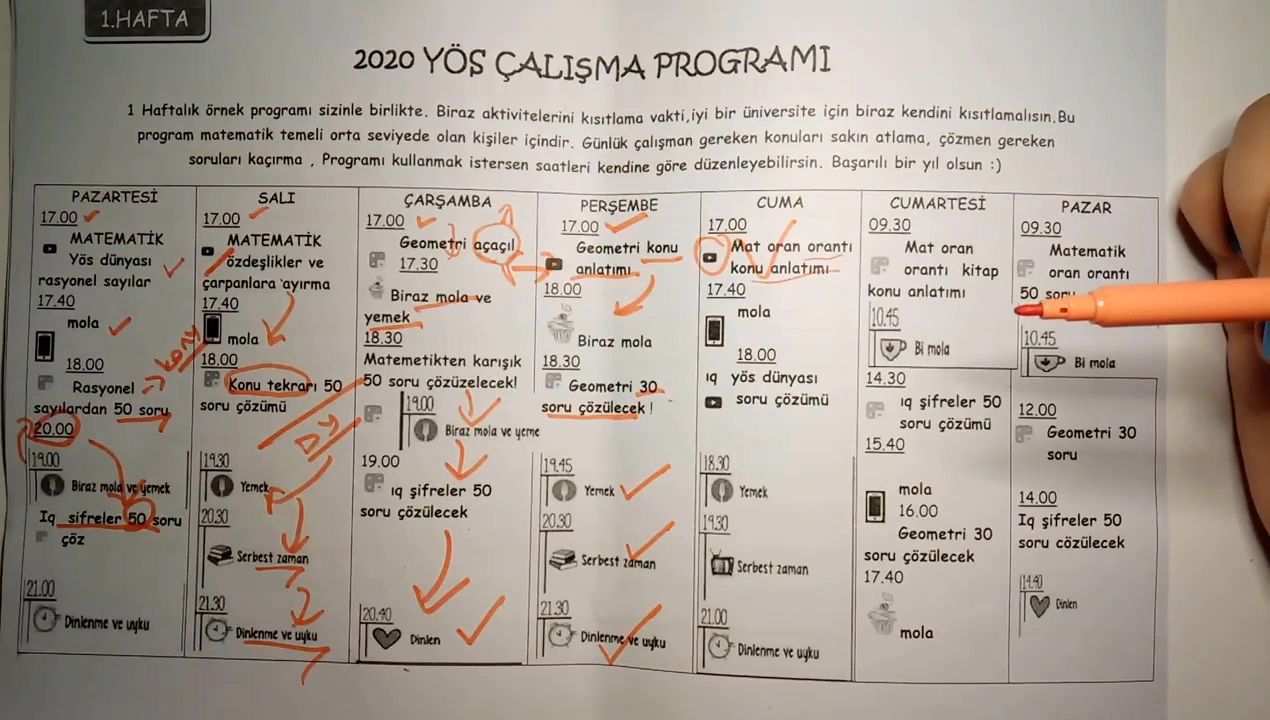 1.HAFTA
2020 YÖS ÇALIŞMA PROGRAMI
1 Haftalık örnek programı sizinle birlikte. Biraz aktivitelerini kısıtlama vakti,iyi bir üniversite için biraz kendini kısıtlamalısın.Bu
program matematik temeli orta seviyede olan kişiler içindir. Günlük çalışman gereken konuları sakın atlama, çözmen gereken
soruları kaçırma , Programı kullanmak istersen saatleri kendine göre düzenleyebilirsin. Başarılı bir yıl olsun :)
PAZARTESİ
17.00
MATEMATİK
Yös dünyası
rasyonel sayılar
17.40
mola
18.00
Rasyonel
sayılardan 50 soru
20.00
19.00
Biraz mola ve yemek
Iq sifreler 50 soru
çöz
21.00
Dinlenme ve uyku
SALI
17.00
MATEMATİK
özdeşlikler ve
çarpanlara ayırma
17.40
mola
18.00
Konu tekrarı 50
soru çözümü
19.30
Yemek
20.30
Serbest zaman
21.30
Dinlenme ve uyku
ÇARŞAMBA
17.00
Geometri açaçıl
17.30
Biraz mola ve
yemek
18.30
Matemetikten karışık
50 soru çözüzelecek!
19.00
Biraz mola ve yeme
19.00
ıq şifreler 50
soru çözülecek
20.40
Dinlen
PERŞEMBE
17.00
Geometri konu
anlatımı
18.00
Biraz mola
18.30
Geometri 30
soru çözülecek !
19.45
Yemek
20.30
Serbest zaman
21.30
Dinlenme ve uyku
CUMA
17.00
Mat oran orantı
konu anlatımı
17.40
mola
18.00
ıq yös dünyası
soru çözümü
18.30
Yemek
19.30
Serbest zaman
21.00
Dinlenme ve uyku
CUMARTESİ
09.30
Mat oran
orantı kitap
konu anlatımı
10.45
Bi mola
14.30
ıq şifreler 50
soru çözümü
15.40
mola
16.00
Geometri 30
soru çözülecek
17.40
mola
PAZAR
09.30
Matematik
oran orantı
50 soru
10.45
Bi mola
12.00
Geometri 30
soru
14.00
Iq şifreler 50
soru cözülecek
14.40
Dinlen